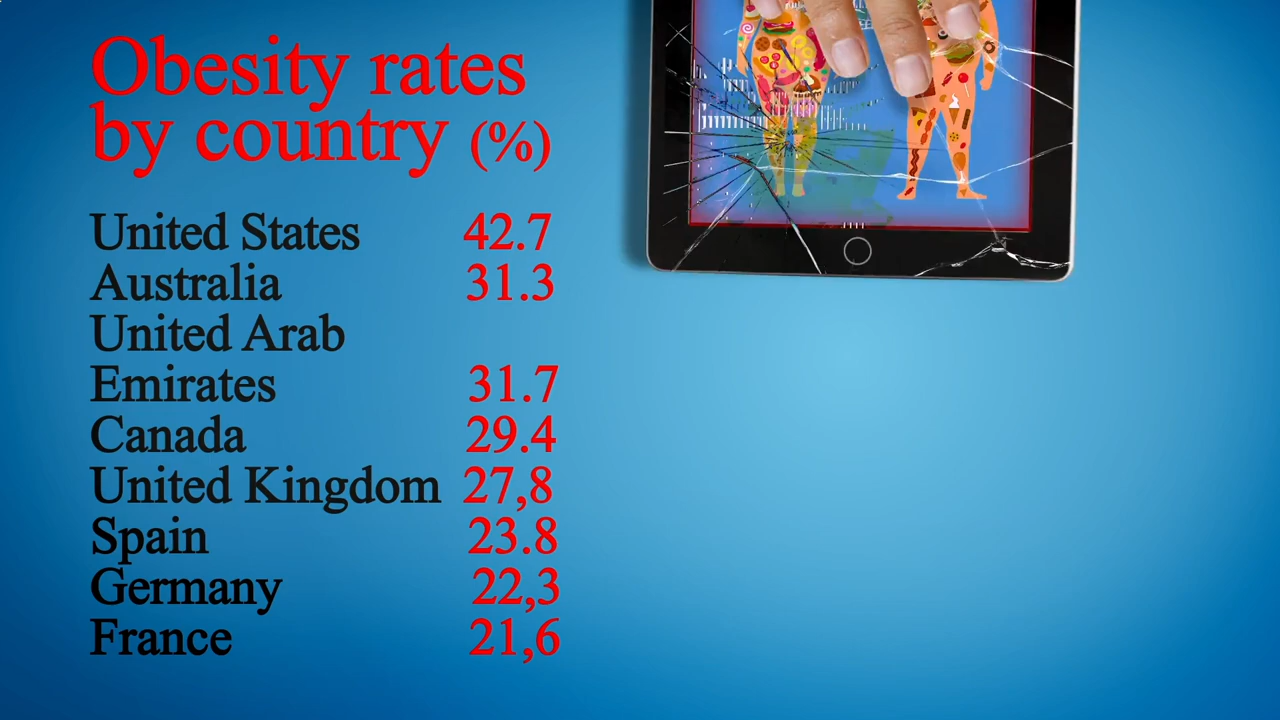 Obesity rates
by country (%)
United States 42.7
Australia 31.3
United Arab
Emirates 31.7
Canada 29.4
United Kingdom 27,8
Spain 23.8
Germany 22,3
France 21,6